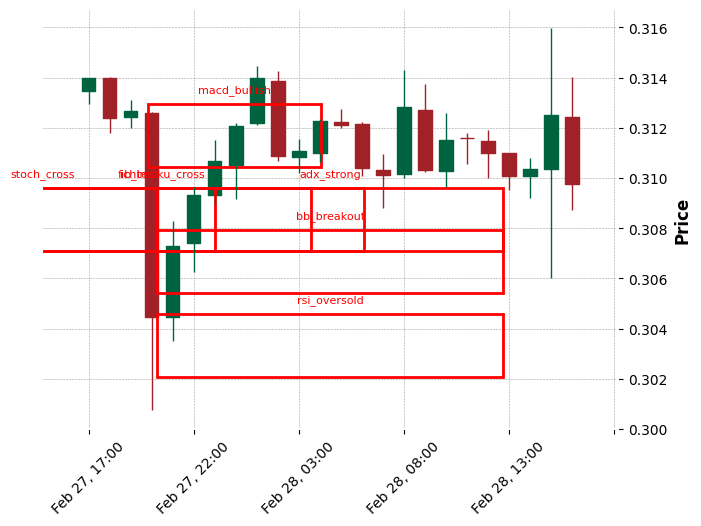 macd_bullish
stoch_cross
ichimoku_cross
adx_strong
bb_breakout
rsi_oversold
0.316
0.314
0.312
0.310
0.308
0.306
0.304
0.302
0.300
Price
Feb 27, 17:00
Feb 27, 22:00
Feb 28, 03:00
Feb 28, 08:00
Feb 28, 13:00